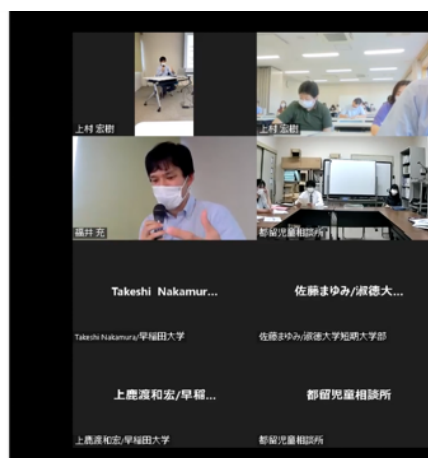 上村 宏樹
上村 宏樹
福井 充
都留児童相談所
Takeshi Nakamur...
佐藤まゆみ/淑徳大...
Takeshi Nakamura/早稲田大学
佐藤まゆみ/淑徳大学短期大学部
上鹿渡和宏/早稲...
都留児童相談所
上鹿渡和宏/早稲田大学
都留児童相談所